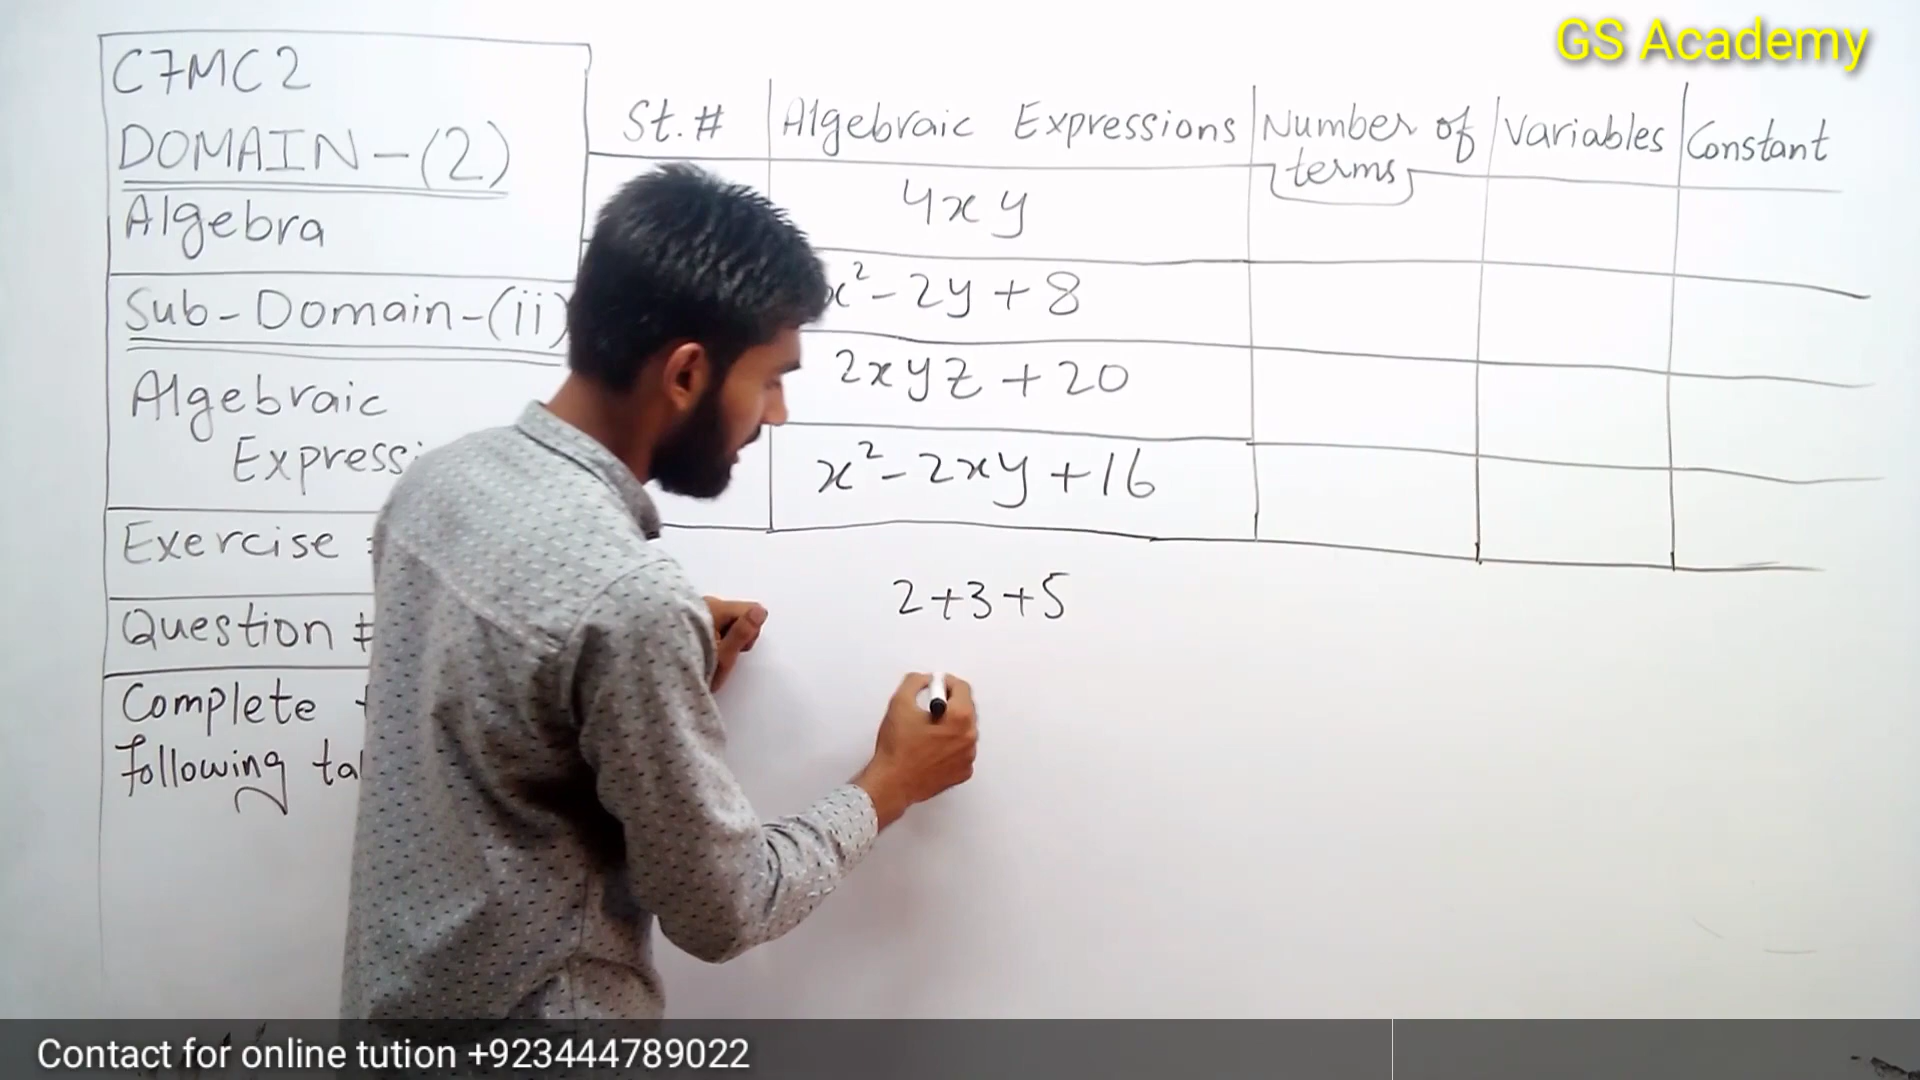 GS Academy
C7MC2
DOMAIN-(2)
Algebra
Sub-Domain-(ii)
Algebraic
Express
Exercise
Question #
Complete
following
St.# Algebraic Expressions Number of terms Variables Constant
4xy
x²-2y+8
2xyz+20
x²-2xy+16
2+3+5
Contact for online tution +923444789022